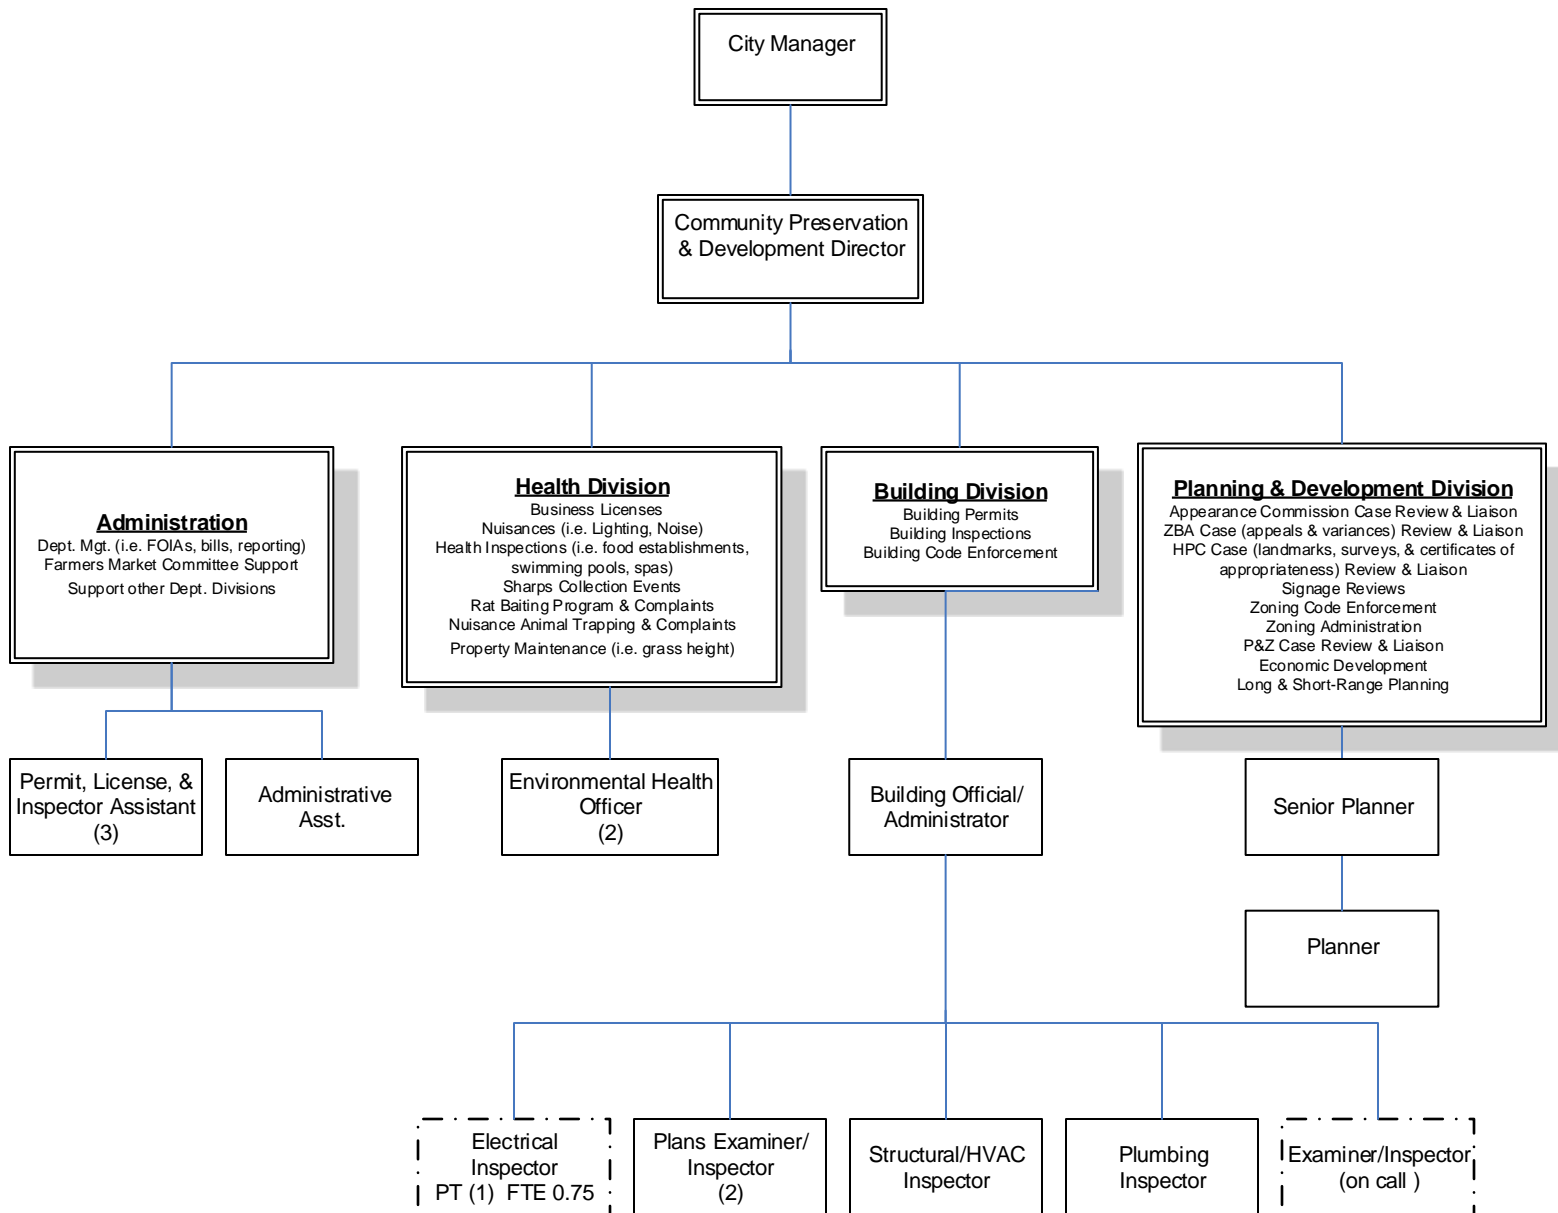 City Manager
Community Preservation
& Development Director
Administration
Dept. Mgt. (i.e. FOIAs, bills, reporting)
Farmers Market Committee Support
Support other Dept. Divisions
Health Division
Business Licenses
Nuisances (i.e. Lighting, Noise)
Health Inspections (i.e. food establishments,
swimming pools, spas)
Sharps Collection Events
Rat Baiting Program & Complaints
Nuisance Animal Trapping & Complaints
Property Maintenance (i.e. grass height)
Building Division
Building Permits
Building Inspections
Building Code Enforcement
Planning & Development Division
Appearance Commission Case Review & Liaison
ZBA Case (appeals & variances) Review & Liaison
HPC Case (landmarks, surveys, & certificates of
appropriateness) Review & Liaison
Signage Reviews
Zoning Code Enforcement
Zoning Administration
P&Z Case Review & Liaison
Economic Development
Long & Short-Range Planning
Permit, License, &
Inspector Assistant
(3)
Administrative
Asst.
Environmental Health
Officer
(2)
Building Official/
Administrator
Senior Planner
Planner
Electrical
Inspector
PT (1) FTE 0.75
Plans Examiner/
Inspector
(2)
Structural/HVAC
Inspector
Plumbing
Inspector
Examiner/Inspector
(on call )